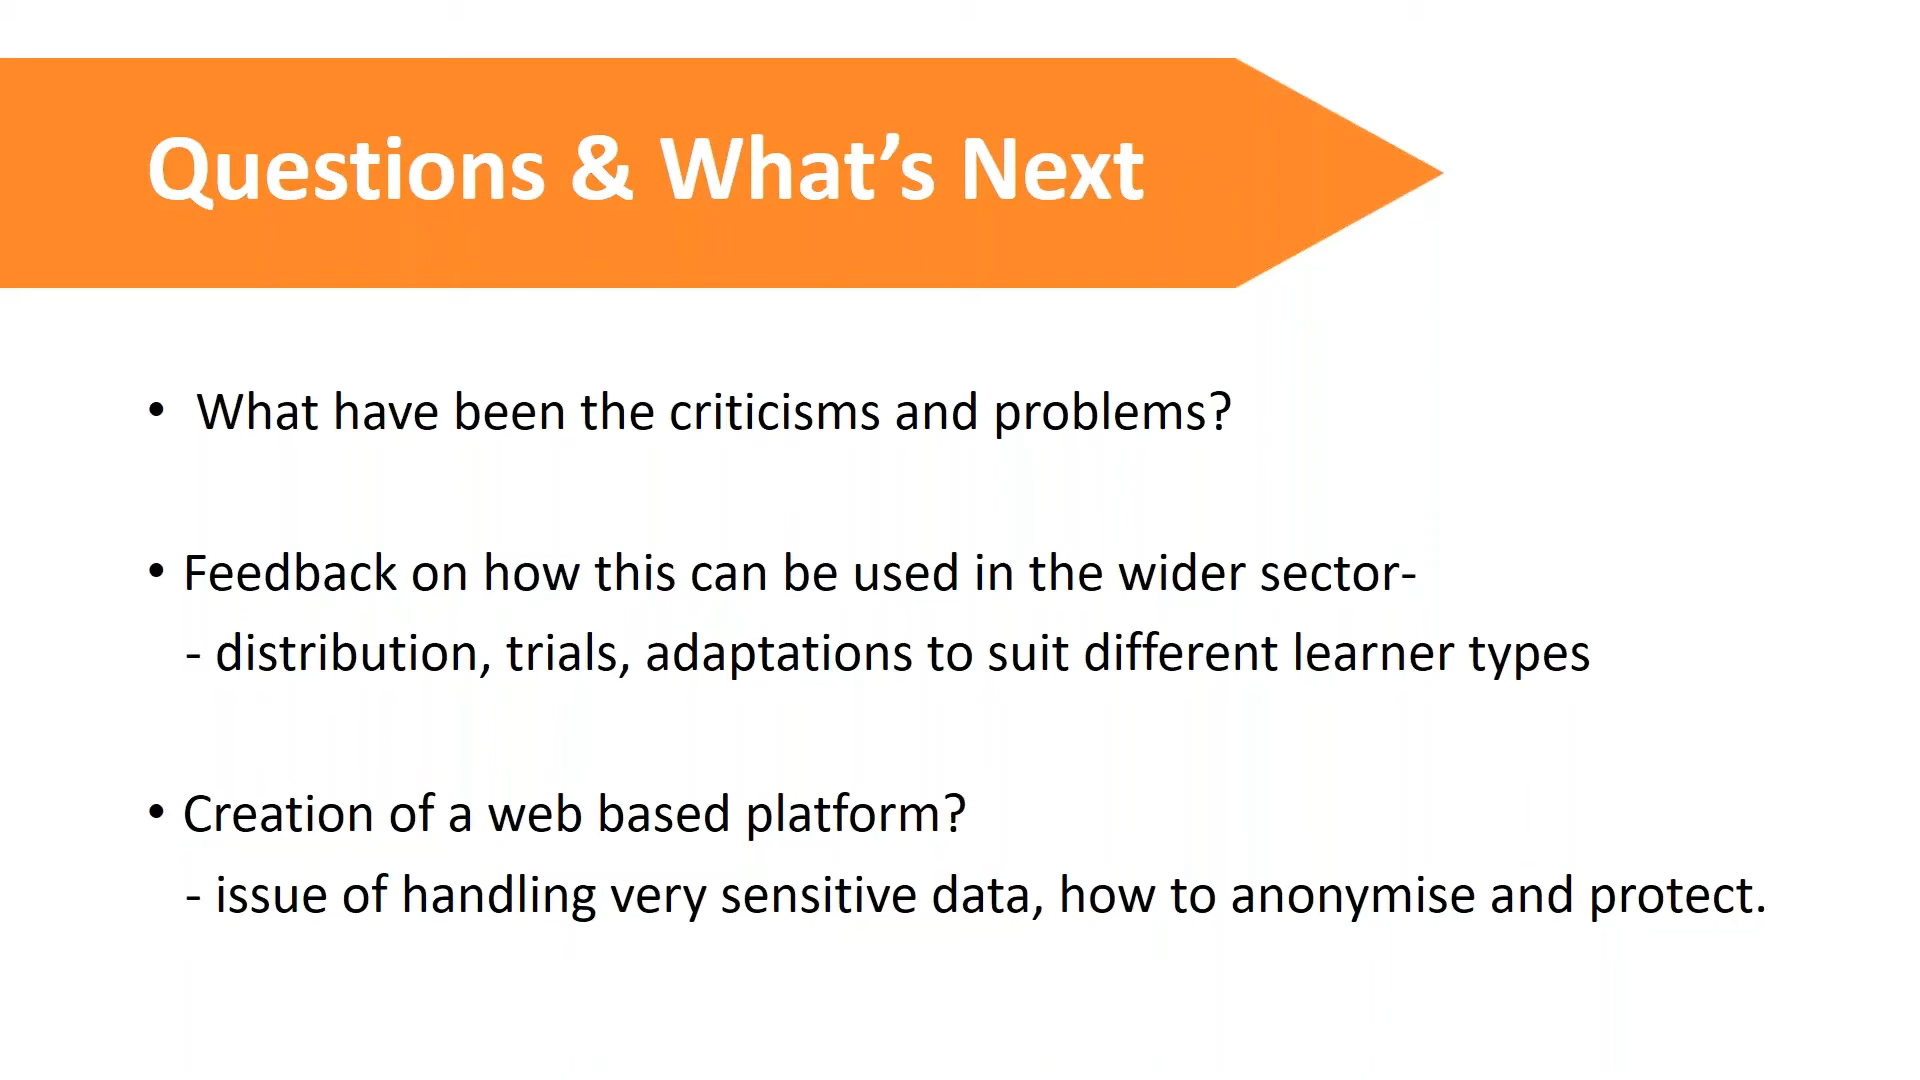 Questions & What’s Next
• What have been the criticisms and problems?
• Feedback on how this can be used in the wider sector-
- distribution, trials, adaptations to suit different learner types
• Creation of a web based platform?
- issue of handling very sensitive data, how to anonymise and protect.